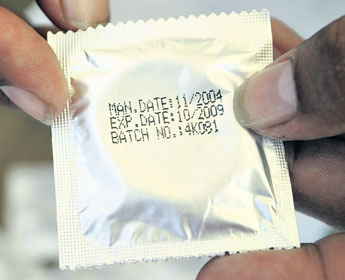 MAN.DATE:11/2004
EXP.DATE:10/2009
BATCH NO.:4K081